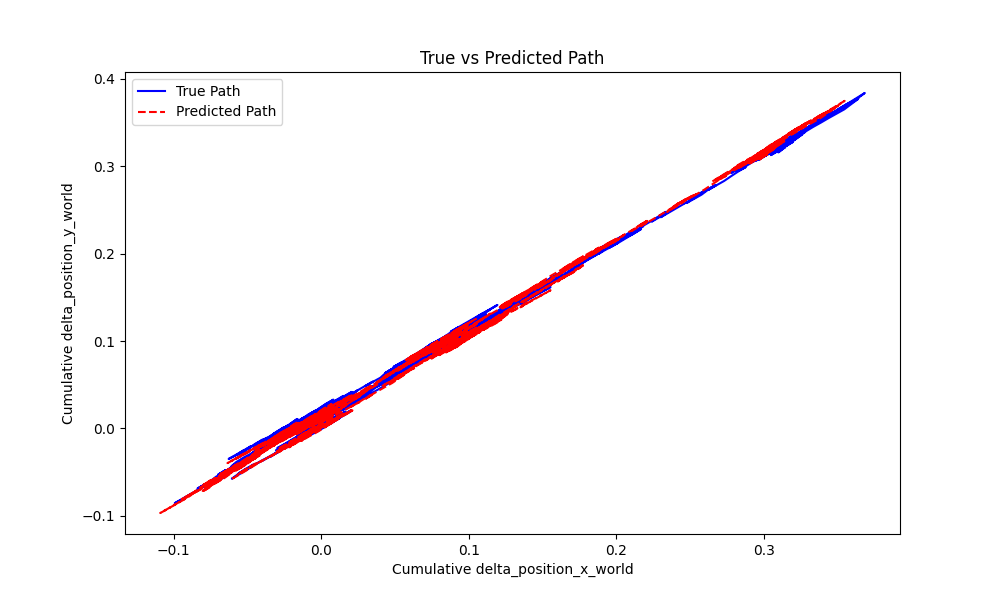 True vs Predicted Path
True Path
Predicted Path
0.4
0.3
0.2
0.1
0.0
−0.1
Cumulative delta_position_y_world
−0.1
0.0
0.1
0.2
0.3
Cumulative delta_position_x_world